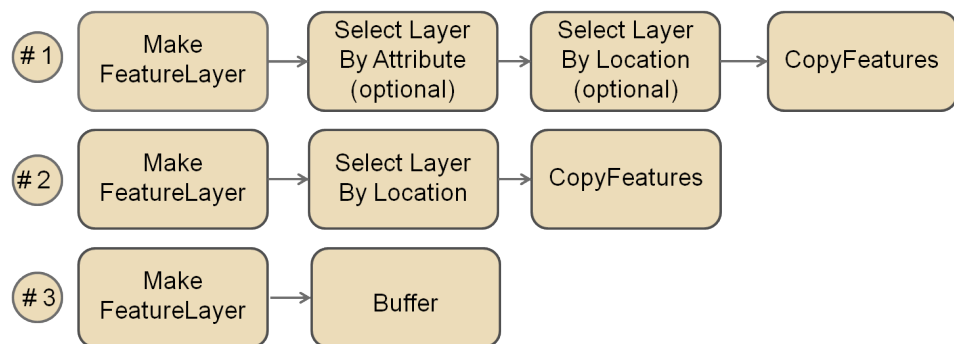 # 1
Make
FeatureLayer
Select Layer
By Attribute
(optional)
Select Layer
By Location
(optional)
CopyFeatures
# 2
Make
FeatureLayer
Select Layer
By Location
CopyFeatures
# 3
Make
FeatureLayer
Buffer